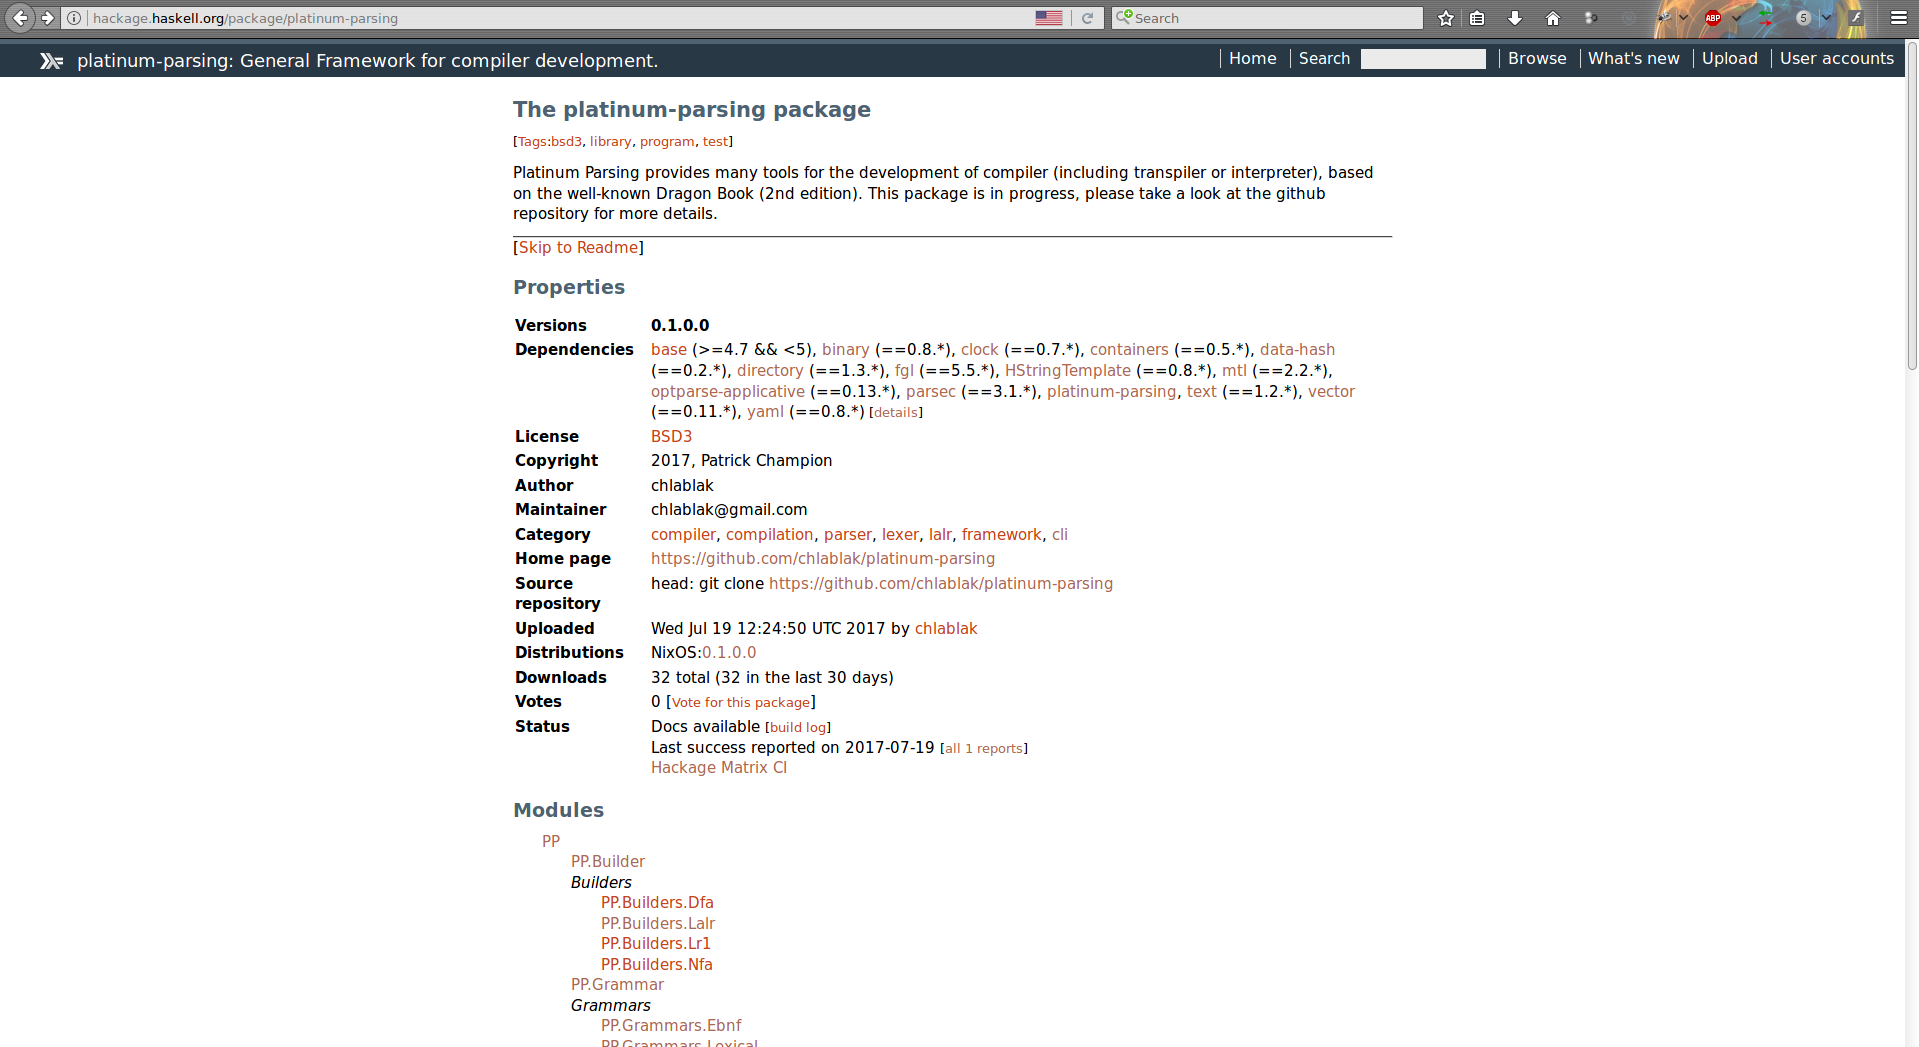 hackage.haskell.org/package/platinum-parsing
Search
ABP
5
platinum-parsing: General Framework for compiler development.
Home
Search
Browse
What's new
Upload
User accounts
The platinum-parsing package
[Tags:bsd3, library, program, test]
Platinum Parsing provides many tools for the development of compiler (including transpiler or interpreter), based
on the well-known Dragon Book (2nd edition). This package is in progress, please take a look at the github
repository for more details.
[Skip to Readme]
Properties
Versions 0.1.0.0
Dependencies base (>=4.7 && <5), binary (==0.8.*), clock (==0.7.*), containers (==0.5.*), data-hash
(==0.2.*), directory (==1.3.*), fgl (==5.5.*), HStringTemplate (==0.8.*), mtl (==2.2.*),
optparse-applicative (==0.13.*), parsec (==3.1.*), platinum-parsing, text (==1.2.*), vector
(==0.11.*), yaml (==0.8.*) [details]
License BSD3
Copyright 2017, Patrick Champion
Author chlablak
Maintainer chlablak@gmail.com
Category compiler, compilation, parser, lexer, lalr, framework, cli
Home page https://github.com/chlablak/platinum-parsing
Source head: git clone https://github.com/chlablak/platinum-parsing
repository
Uploaded Wed Jul 19 12:24:50 UTC 2017 by chlablak
Distributions NixOS:0.1.0.0
Downloads 32 total (32 in the last 30 days)
Votes 0 [Vote for this package]
Status Docs available [build log]
Last success reported on 2017-07-19 [all 1 reports]
Hackage Matrix CI
Modules
PP
PP.Builder
Builders
PP.Builders.Dfa
PP.Builders.Lalr
PP.Builders.Lr1
PP.Builders.Nfa
PP.Grammar
Grammars
PP.Grammars.Ebnf
PP.Grammars.Lexical